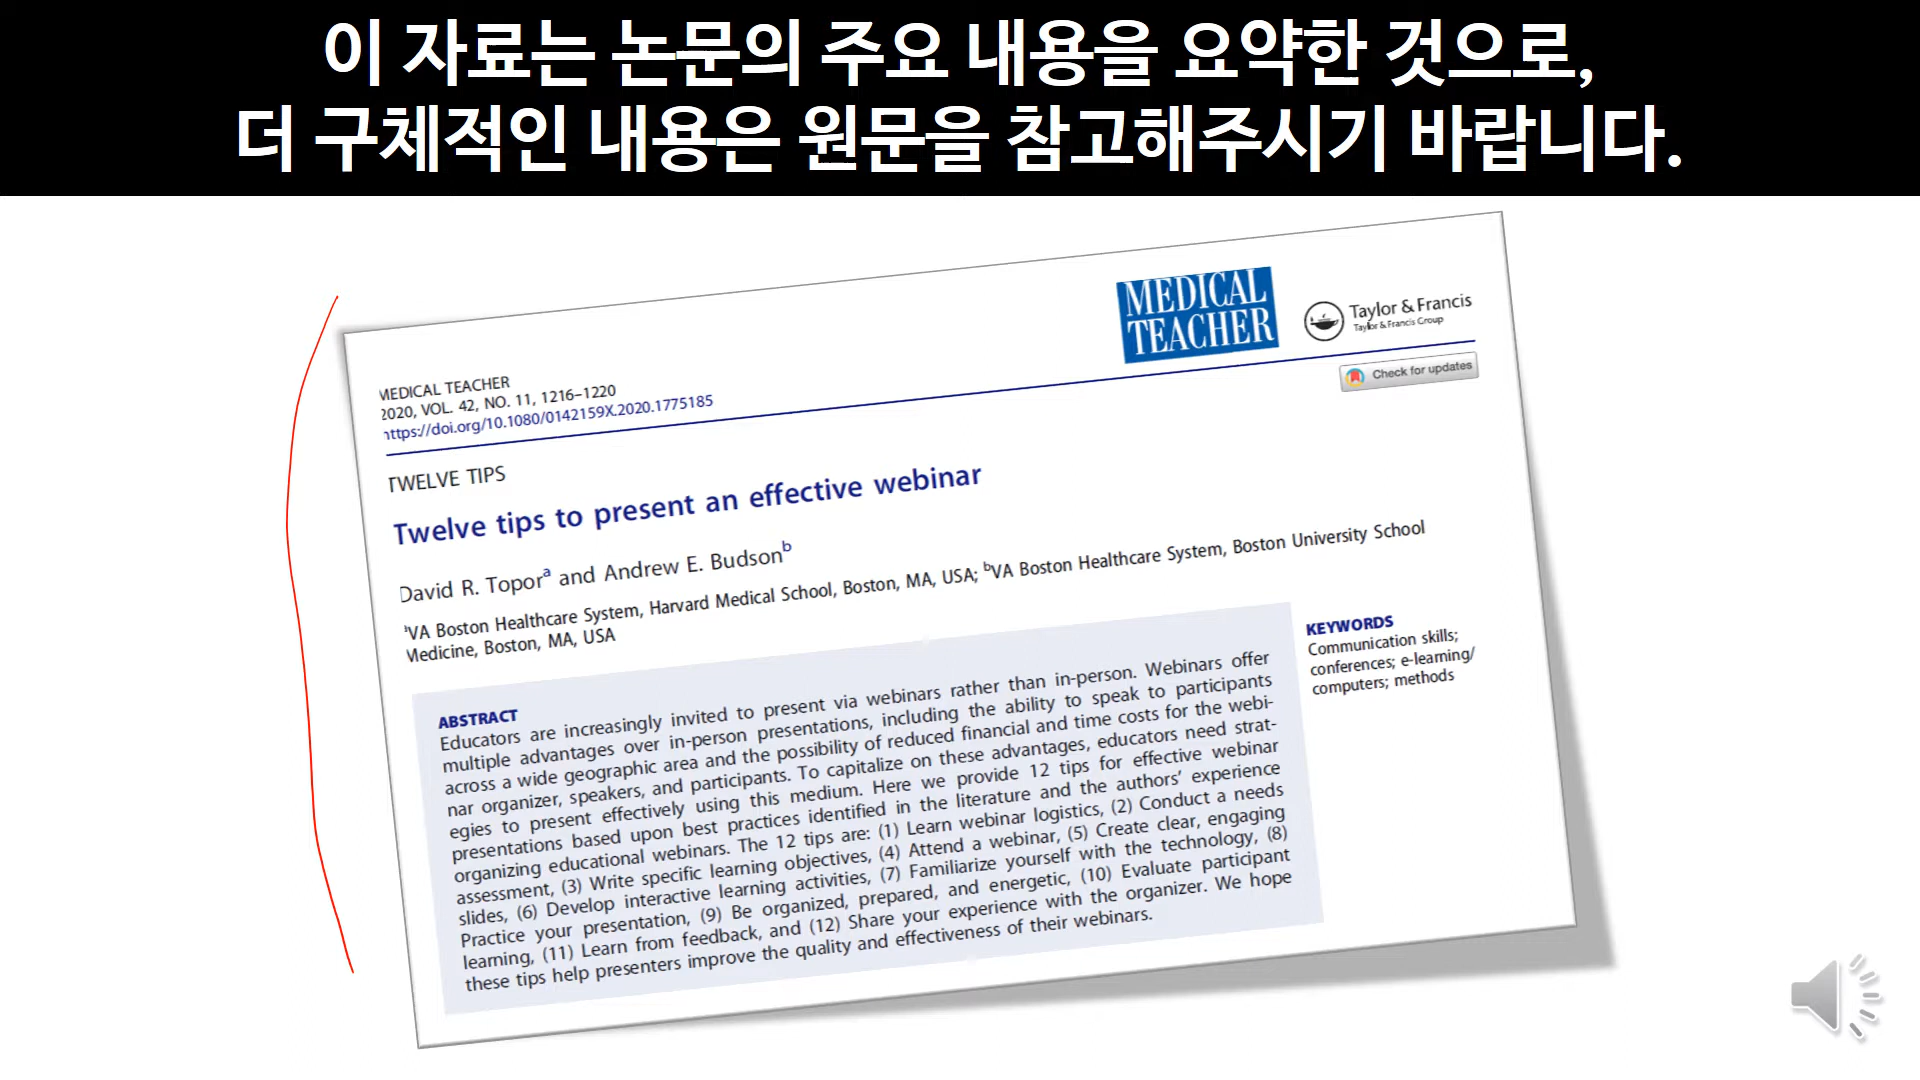 이 자료는 논문의 주요 내용을 요약한 것으로,
더 구체적인 내용은 원문을 참고해주시기 바랍니다.
MEDICAL
TEACHER
Taylor & Francis
Taylor & Francis Group
Check for updates
MEDICAL TEACHER
2020, VOL. 42, NO. 11, 1216–1220
https://doi.org/10.1080/0142159X.2020.1775185
TWELVE TIPS
Twelve tips to present an effective webinar
David R. Toporᵃ and Andrew E. Budsonᵇ
ᵃVA Boston Healthcare System, Harvard Medical School, Boston, MA, USA; ᵇVA Boston Healthcare System, Boston University School
Medicine, Boston, MA, USA
ABSTRACT
Educators are increasingly invited to present via webinars rather than in-person. Webinars offer
multiple advantages over in-person presentations, including the ability to speak to participants
across a wide geographic area and the possibility of reduced financial and time costs for the webi-
nar organizer, speakers, and participants. To capitalize on these advantages, educators need strat-
egies to present effectively using this medium. Here we provide 12 tips for effective webinar
presentations based upon best practices identified in the literature and the authors' experience
organizing educational webinars. The 12 tips are: (1) Learn webinar logistics, (2) Conduct a needs
assessment, (3) Write specific learning objectives, (4) Attend a webinar, (5) Create clear, engaging
slides, (6) Develop interactive learning activities, (7) Familiarize yourself with the technology, (8)
Practice your presentation, (9) Be organized, prepared, and energetic, (10) Evaluate participant
learning, (11) Learn from feedback, and (12) Share your experience with the organizer. We hope
these tips help presenters improve the quality and effectiveness of their webinars.
KEYWORDS
Communication skills;
conferences; e-learning/
computers; methods